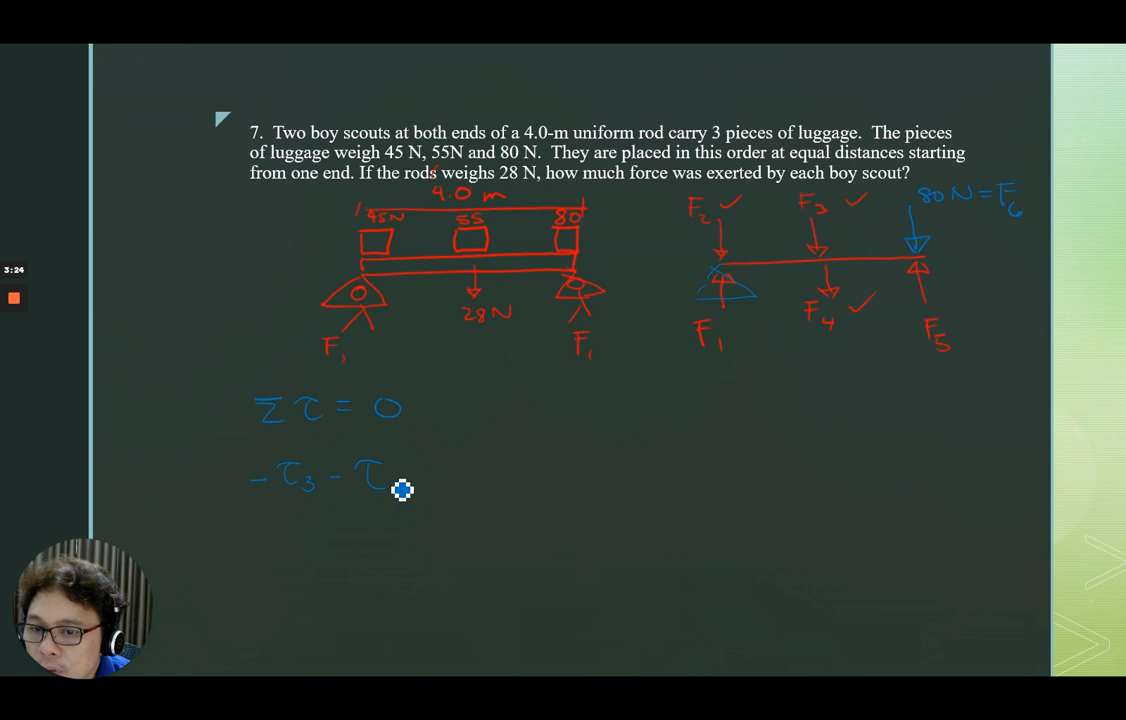 7. Two boy scouts at both ends of a 4.0-m uniform rod carry 3 pieces of luggage. The pieces
of luggage weigh 45 N, 55N and 80 N. They are placed in this order at equal distances starting
from one end. If the rods weighs 28 N, how much force was exerted by each boy scout?
4.0 m
45N 55 80
28 N
F₁ F₁
F₂ ✓ F₃ ✓ 80 N = F₆
F₁ F₄ ✓ F₅
Σ τ = 0
- τ₃ - τ
3:24